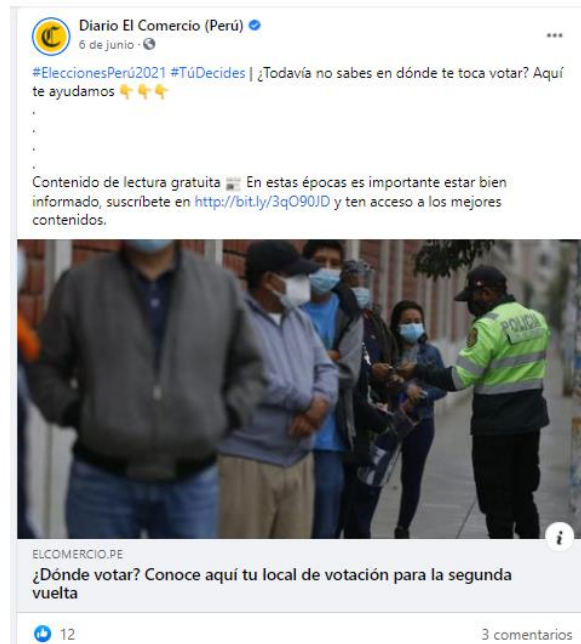 Diario El Comercio (Perú)
6 de junio ·
#EleccionesPerú2021 #TúDecides | ¿Todavía no sabes en dónde te toca votar? Aquí
te ayudamos 👇👇👇
.
.
.
.
Contenido de lectura gratuita 📰 En estas épocas es importante estar bien
informado, suscríbete en http://bit.ly/3qO90JD y ten acceso a los mejores
contenidos.
POLICIA
ELCOMERCIO.PE
¿Dónde votar? Conoce aquí tu local de votación para la segunda
vuelta
12
3 comentarios